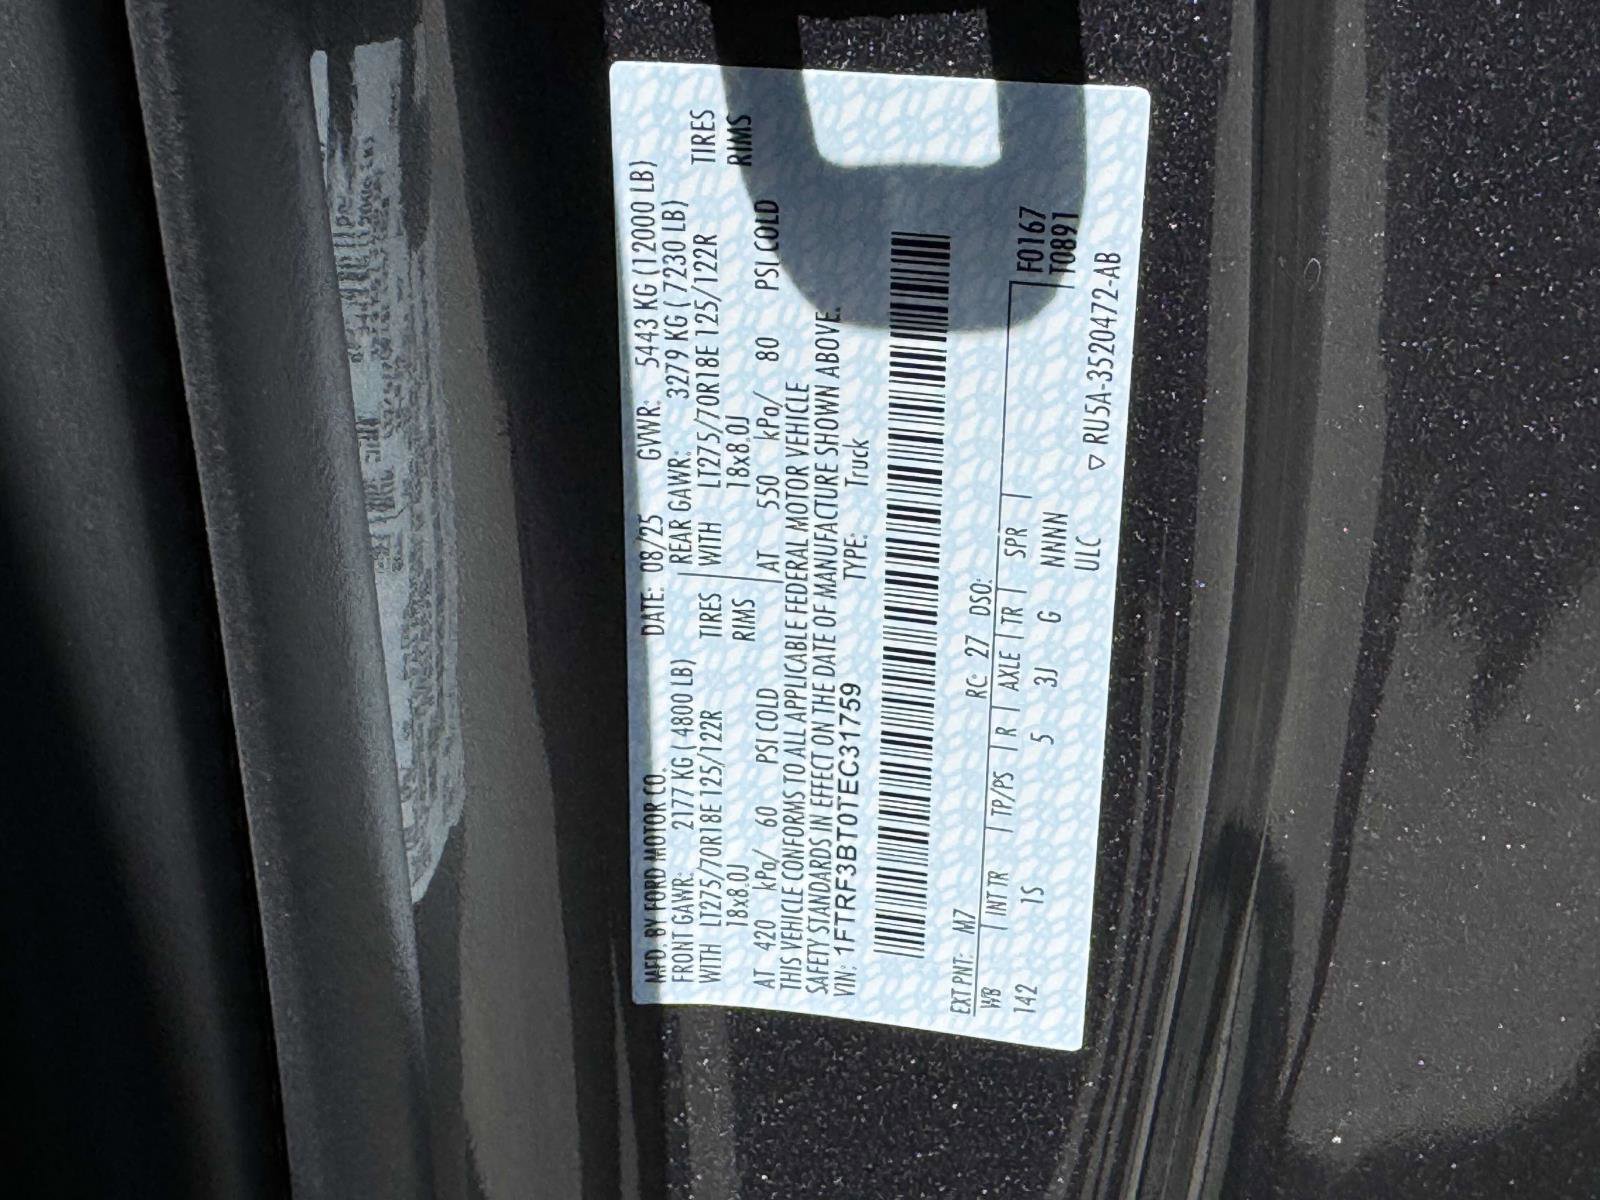 MFD. BY FORD MOTOR CO. DATE: 08/25 GVWR: 5443 KG (12000 LB)
FRONT GAWR: 2177 KG (4800 LB) REAR GAWR: 3279 KG (7230 LB)
WITH LT275/70R18E 125/122R TIRES WITH LT275/70R18E 125/122R TIRES
18x8.0J RIMS 18x8.0J RIMS
AT 420 kPa/ 60 PSI COLD AT 550 kPa/ 80 PSI COLD
THIS VEHICLE CONFORMS TO ALL APPLICABLE FEDERAL MOTOR VEHICLE
SAFETY STANDARDS IN EFFECT ON THE DATE OF MANUFACTURE SHOWN ABOVE.
VIN: 1FTRF3BT0TEC31759 TYPE: Truck
EXT PNT: M7 RC: 27 DSO:
WB INT TR TP/PS R AXLE TR SPR F0167
142 1S 5 3J G NNNNN T0891
ULC ▽ RU5A-3520472-AB